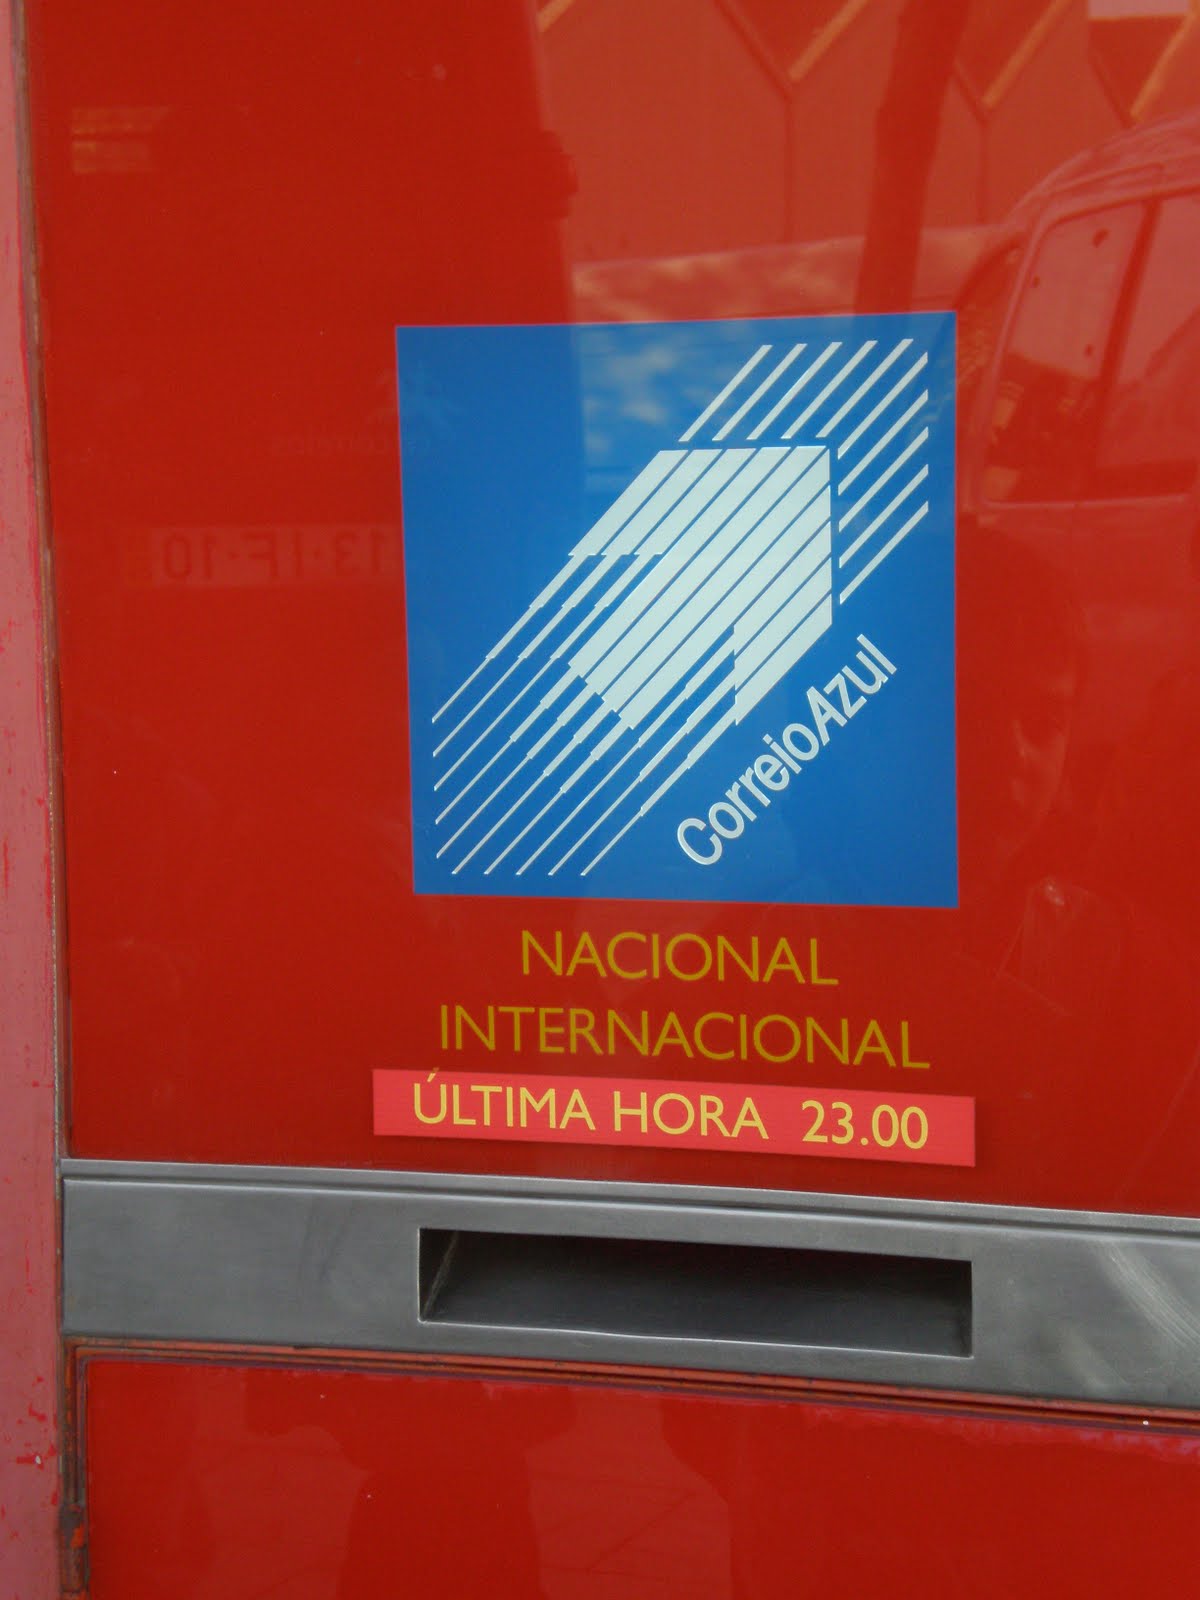 CorreioAzul
NACIONAL
INTERNACIONAL
ÚLTIMA HORA 23.00